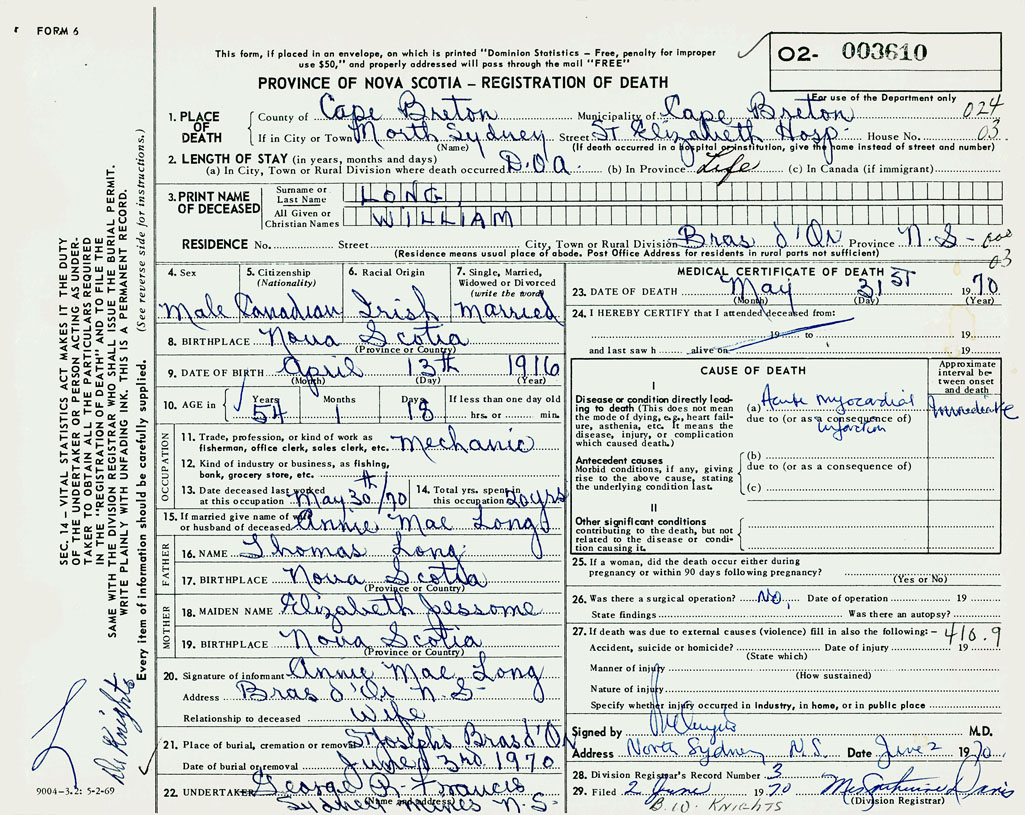 FORM 6
This form, if placed in an envelope, on which is printed "Dominion Statistics – Free, penalty for improper
use $50," and properly addressed will pass through the mail "FREE"
PROVINCE OF NOVA SCOTIA – REGISTRATION OF DEATH
02- 003610
For use of the Department only
024
03
1. PLACE OF DEATH
County of Cape Breton Municipality of Cape Breton
If in City or Town North Sydney Street St Elizabeth Hosp. House No.
(Name) (If death occurred in a hospital or institution, give the name instead of street and number)
2. LENGTH OF STAY (in years, months and days)
(a) In City, Town or Rural Division where death occurred D.O.A. (b) In Province Life (c) In Canada (if immigrant)
3. PRINT NAME OF DECEASED
Surname or Last Name LONG
All Given or Christian Names WILLIAM
RESIDENCE No. Street City, Town or Rural Division Bras d'Or Province N.S-
(Residence means usual place of abode. Post Office Address for residents in rural parts not sufficient)
03
4. Sex 5. Citizenship (Nationality) 6. Racial Origin 7. Single, Married, Widowed or Divorced (write the word)
Male Canadian Irish Married
8. BIRTHPLACE Nova Scotia
(Province or Country)
9. DATE OF BIRTH April 13th 1916
(Month) (Day) (Year)
10. AGE in Years Months Days If less than one day old
54 1 18 hrs. or min.
OCCUPATION
11. Trade, profession, or kind of work as
fisherman, office clerk, sales clerk, etc. Mechanic
12. Kind of industry or business, as fishing,
bank, grocery store, etc.
13. Date deceased last worked at this occupation May 30th/70 14. Total yrs. spent in this occupation 20 yrs
15. If married give name of wife
or husband of deceased Annie Mae Long
FATHER
16. NAME Thomas Long
17. BIRTHPLACE Nova Scotia
(Province or Country)
MOTHER
18. MAIDEN NAME Elizabeth Jessome
19. BIRTHPLACE Nova Scotia
(Province or Country)
20. Signature of informant Annie Mae Long
Address Bras d'Or N S
Relationship to deceased Wife
21. Place of burial, cremation or removal St Josephs Bras d'Or
Date of burial or removal June 3rd 1970
22. UNDERTAKER George R. Francis
Sydney Mines N-S-
(Name and address)
MEDICAL CERTIFICATE OF DEATH
23. DATE OF DEATH May 31st 1970
(Month) (Day) (Year)
24. I HEREBY CERTIFY that I attended deceased from:
19 to 19
and last saw h alive on 19
CAUSE OF DEATH
Approximate interval between onset and death
I
Disease or condition directly leading to death (This does not mean the mode of dying, e.g., heart failure, asthenia, etc. It means the disease, injury, or complication which caused death.)
(a) Acute myocardial Immediate
due to (or as a consequence of)
infarction
Antecedent causes
Morbid conditions, if any, giving rise to the above cause, stating the underlying condition last.
(b)
due to (or as a consequence of)
(c)
II
Other significant conditions
contributing to the death, but not related to the disease or condition causing it.
25. If a woman, did the death occur either during
pregnancy or within 90 days following pregnancy?
(Yes or No)
26. Was there a surgical operation? No, Date of operation 19
State findings Was there an autopsy?
27. If death was due to external causes (violence) fill in also the following: – 410.9
Accident, suicide or homicide? Date of injury 19
(State which)
Manner of injury
(How sustained)
Nature of injury
Specify whether injury occurred in industry, in home, or in public place
Signed by M.D.
Address North Sydney N.S. Date June 2 1970
28. Division Registrar's Record Number 3
29. Filed 2 June 1970
(Division Registrar)
B.W. KNIGHTS
SEC. 14 – VITAL STATISTICS ACT MAKES IT THE DUTY
OF THE UNDERTAKER OR PERSON ACTING AS UNDER-
TAKER TO OBTAIN ALL THE PARTICULARS REQUIRED
IN THE "REGISTRATION OF DEATH" AND TO FILE THE
SAME WITH THE DIVISION REGISTRAR WHO SHALL ISSUE THE BURIAL PERMIT.
WRITE PLAINLY WITH UNFADING INK. THIS IS A PERMANENT RECORD.
Every item of information should be carefully supplied. (See reverse side for instructions.)
Dr Knights
9004-3.2: 5-2-69